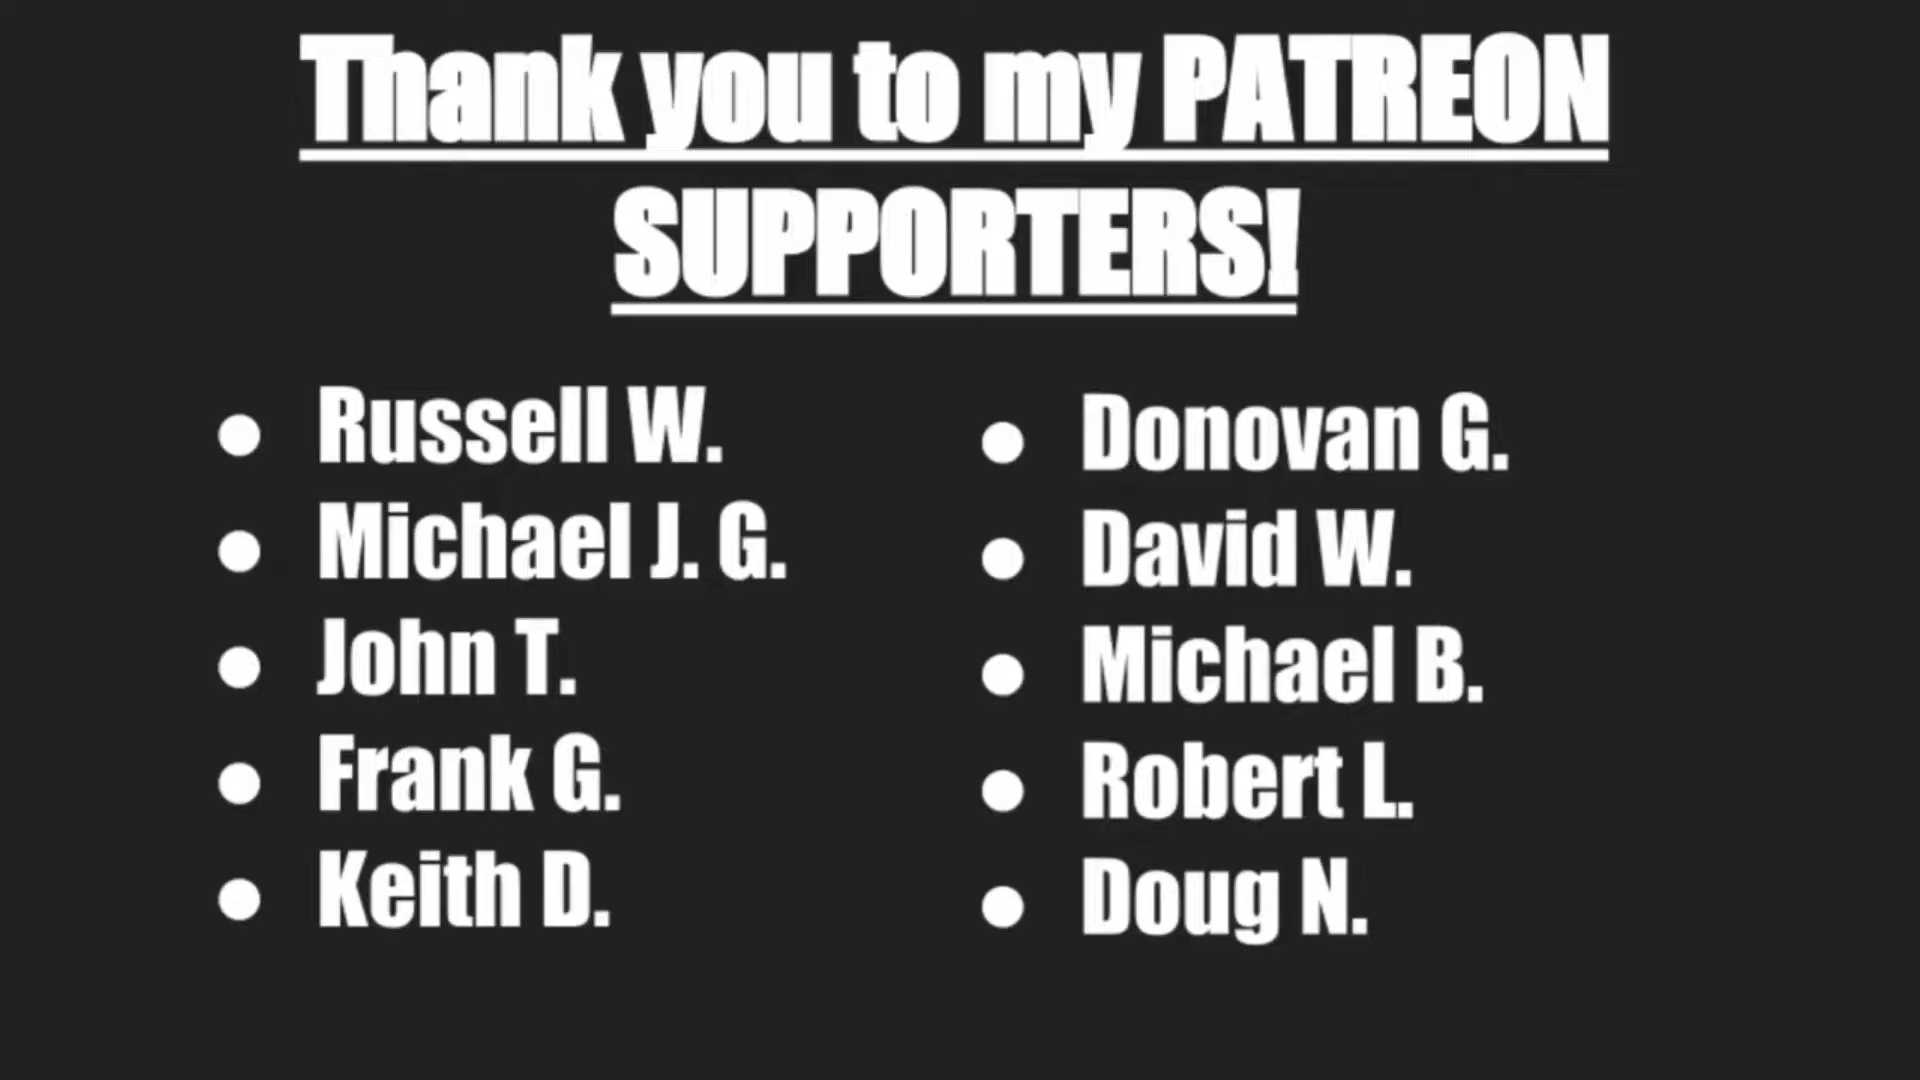 Thank you to my PATREON
SUPPORTERS!
● Russell W.
● Michael J. G.
● John T.
● Frank G.
● Keith D.
● Donovan G.
● David W.
● Michael B.
● Robert L.
● Doug N.